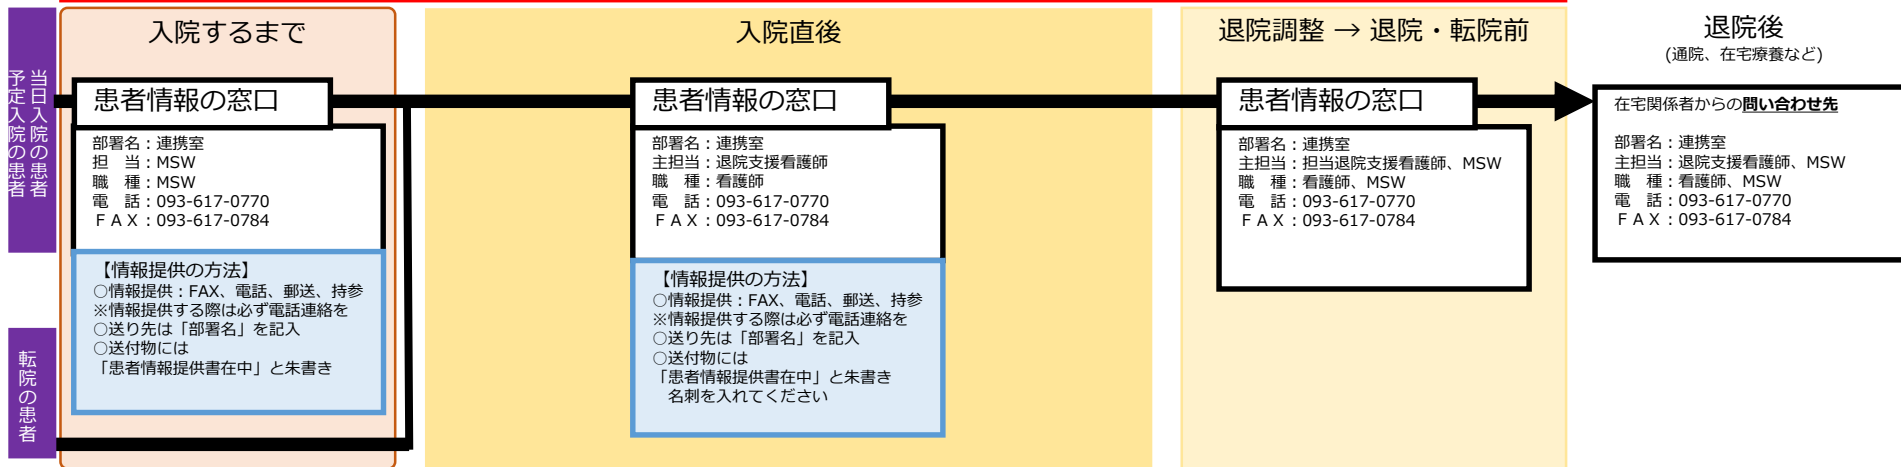 当日入院の患者
予定入院の患者
転院の患者
入院するまで
患者情報の窓口
部署名：連携室
担　当：MSW
職　種：MSW
電　話：093-617-0770
ＦＡＸ：093-617-0784
【情報提供の方法】
○情報提供：FAX、電話、郵送、持参
※情報提供する際は必ず電話連絡を
○送り先は「部署名」を記入
○送付物には
「患者情報提供書在中」と朱書き
入院直後
患者情報の窓口
部署名：連携室
主担当：退院支援看護師
職　種：看護師
電　話：093-617-0770
ＦＡＸ：093-617-0784
【情報提供の方法】
○情報提供：FAX、電話、郵送、持参
※情報提供する際は必ず電話連絡を
○送り先は「部署名」を記入
○送付物には
「患者情報提供書在中」と朱書き
名刺を入れてください
退院調整 → 退院・転院前
患者情報の窓口
部署名：連携室
主担当：担当退院支援看護師、MSW
職　種：看護師、MSW
電　話：093-617-0770
ＦＡＸ：093-617-0784
退院後
(通院、在宅療養など)
在宅関係者からの問い合わせ先
部署名：連携室
主担当：退院支援看護師、MSW
職　種：看護師、MSW
電　話：093-617-0770
ＦＡＸ：093-617-0784